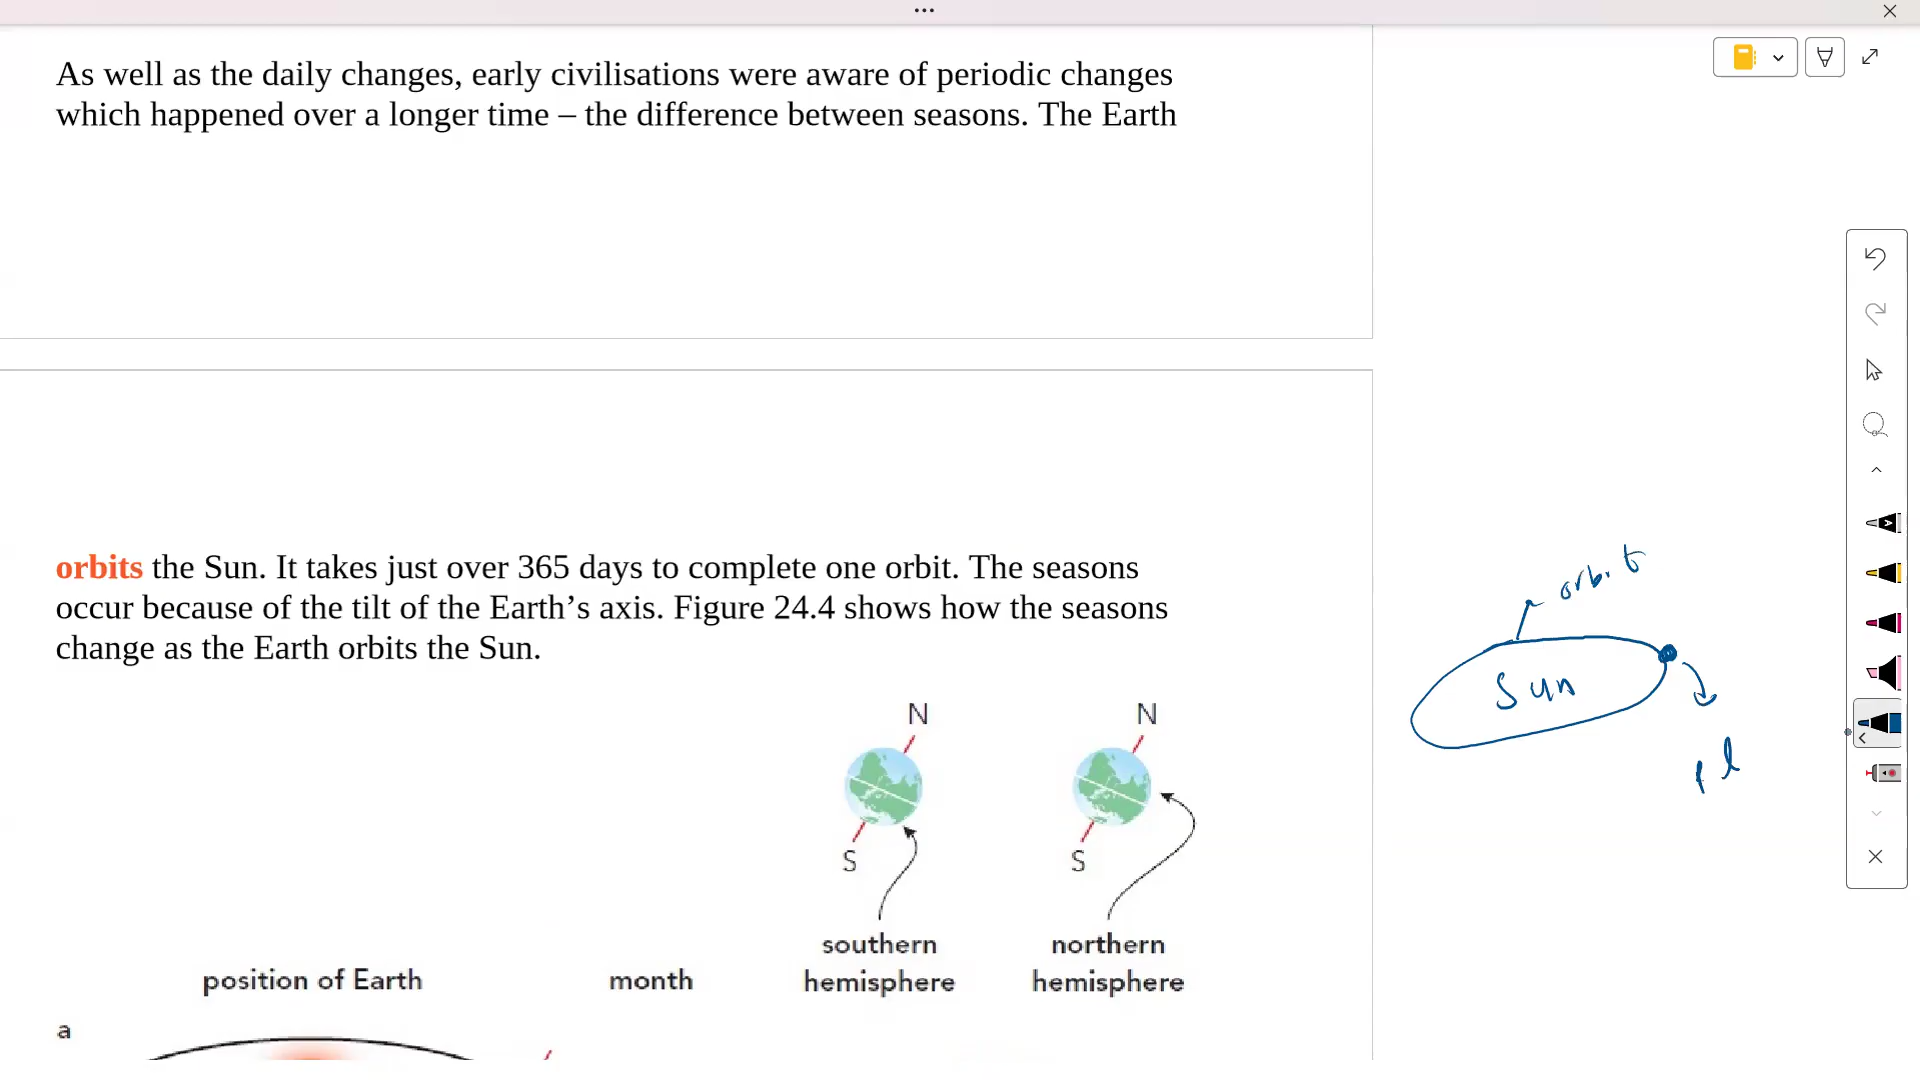 As well as the daily changes, early civilisations were aware of periodic changes
which happened over a longer time – the difference between seasons. The Earth
orbits the Sun. It takes just over 365 days to complete one orbit. The seasons
occur because of the tilt of the Earth’s axis. Figure 24.4 shows how the seasons
change as the Earth orbits the Sun.
orbit
Sun
pl
N
N
S
S
southern
hemisphere
northern
hemisphere
position of Earth
month
a